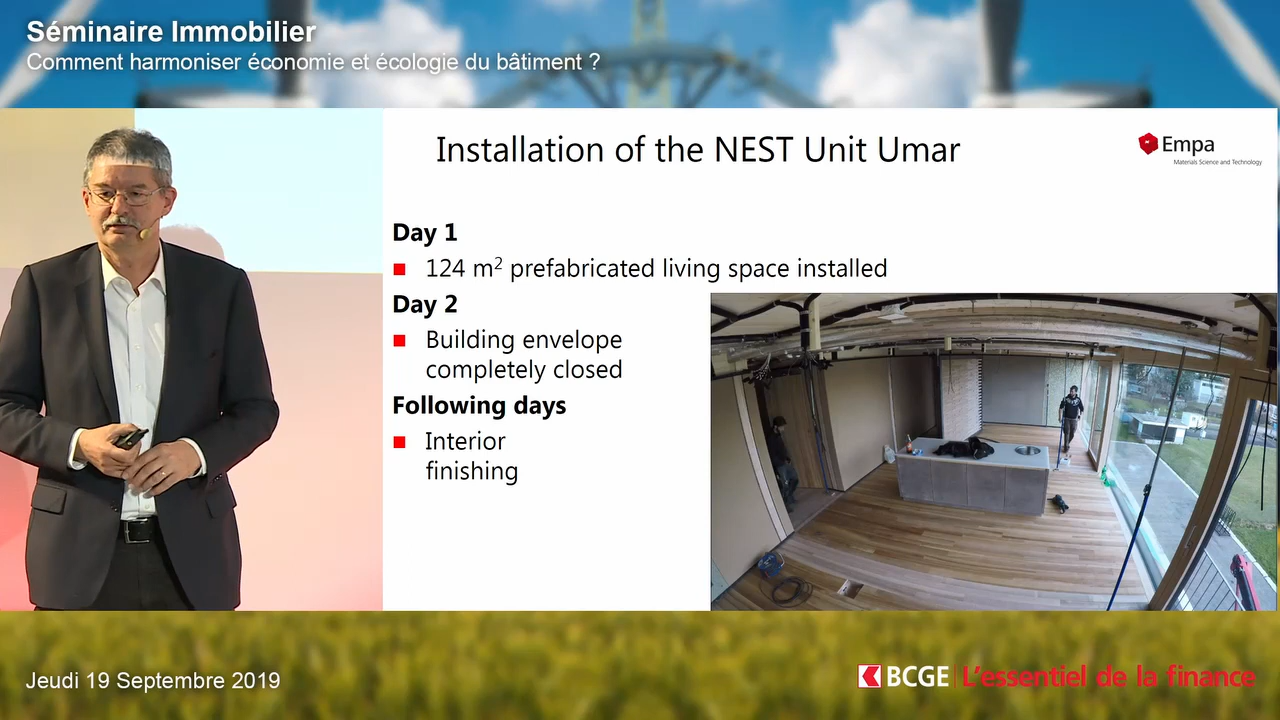 Séminaire Immobilier
Comment harmoniser économie et écologie du bâtiment ?
Installation of the NEST Unit Umar
Empa
Materials Science and Technology
Day 1
124 m² prefabricated living space installed
Day 2
Building envelope
completely closed
Following days
Interior
finishing
Jeudi 19 Septembre 2019
BCGE L'essentiel de la finance